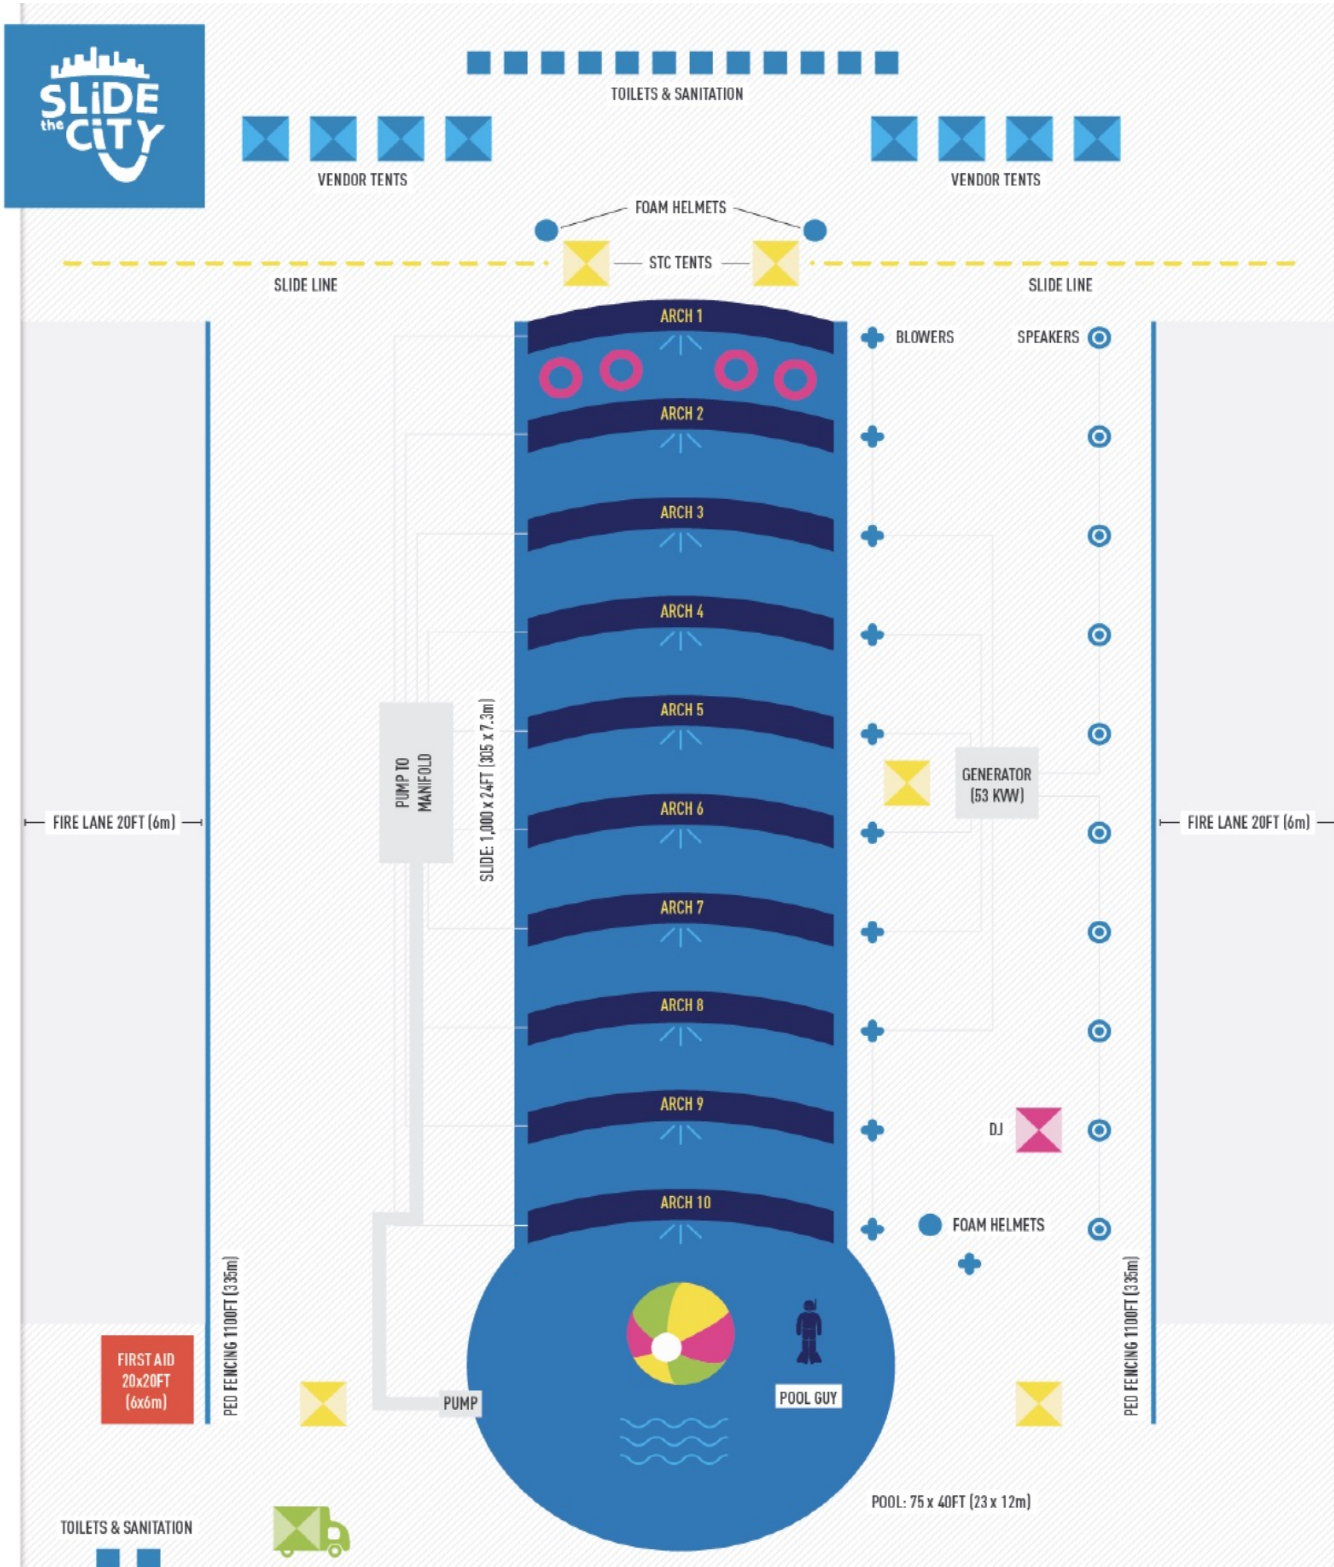 SLiDE
the CiTY
TOILETS & SANITATION
VENDOR TENTS
VENDOR TENTS
FOAM HELMETS
STC TENTS
SLIDE LINE
SLIDE LINE
ARCH 1
BLOWERS
SPEAKERS
ARCH 2
ARCH 3
ARCH 4
ARCH 5
SLIDE: 1,000 x 24FT (305 x 7.3m)
PUMP TO
MANIFOLD
GENERATOR
(53 KVW)
ARCH 6
FIRE LANE 20FT (6m)
FIRE LANE 20FT (6m)
ARCH 7
ARCH 8
ARCH 9
DJ
ARCH 10
FOAM HELMETS
PED FENCING 1100FT (335m)
PED FENCING 1100FT (335m)
FIRST AID
20x20FT
(6x6m)
PUMP
POOL GUY
POOL: 75 x 40FT (23 x 12m)
TOILETS & SANITATION